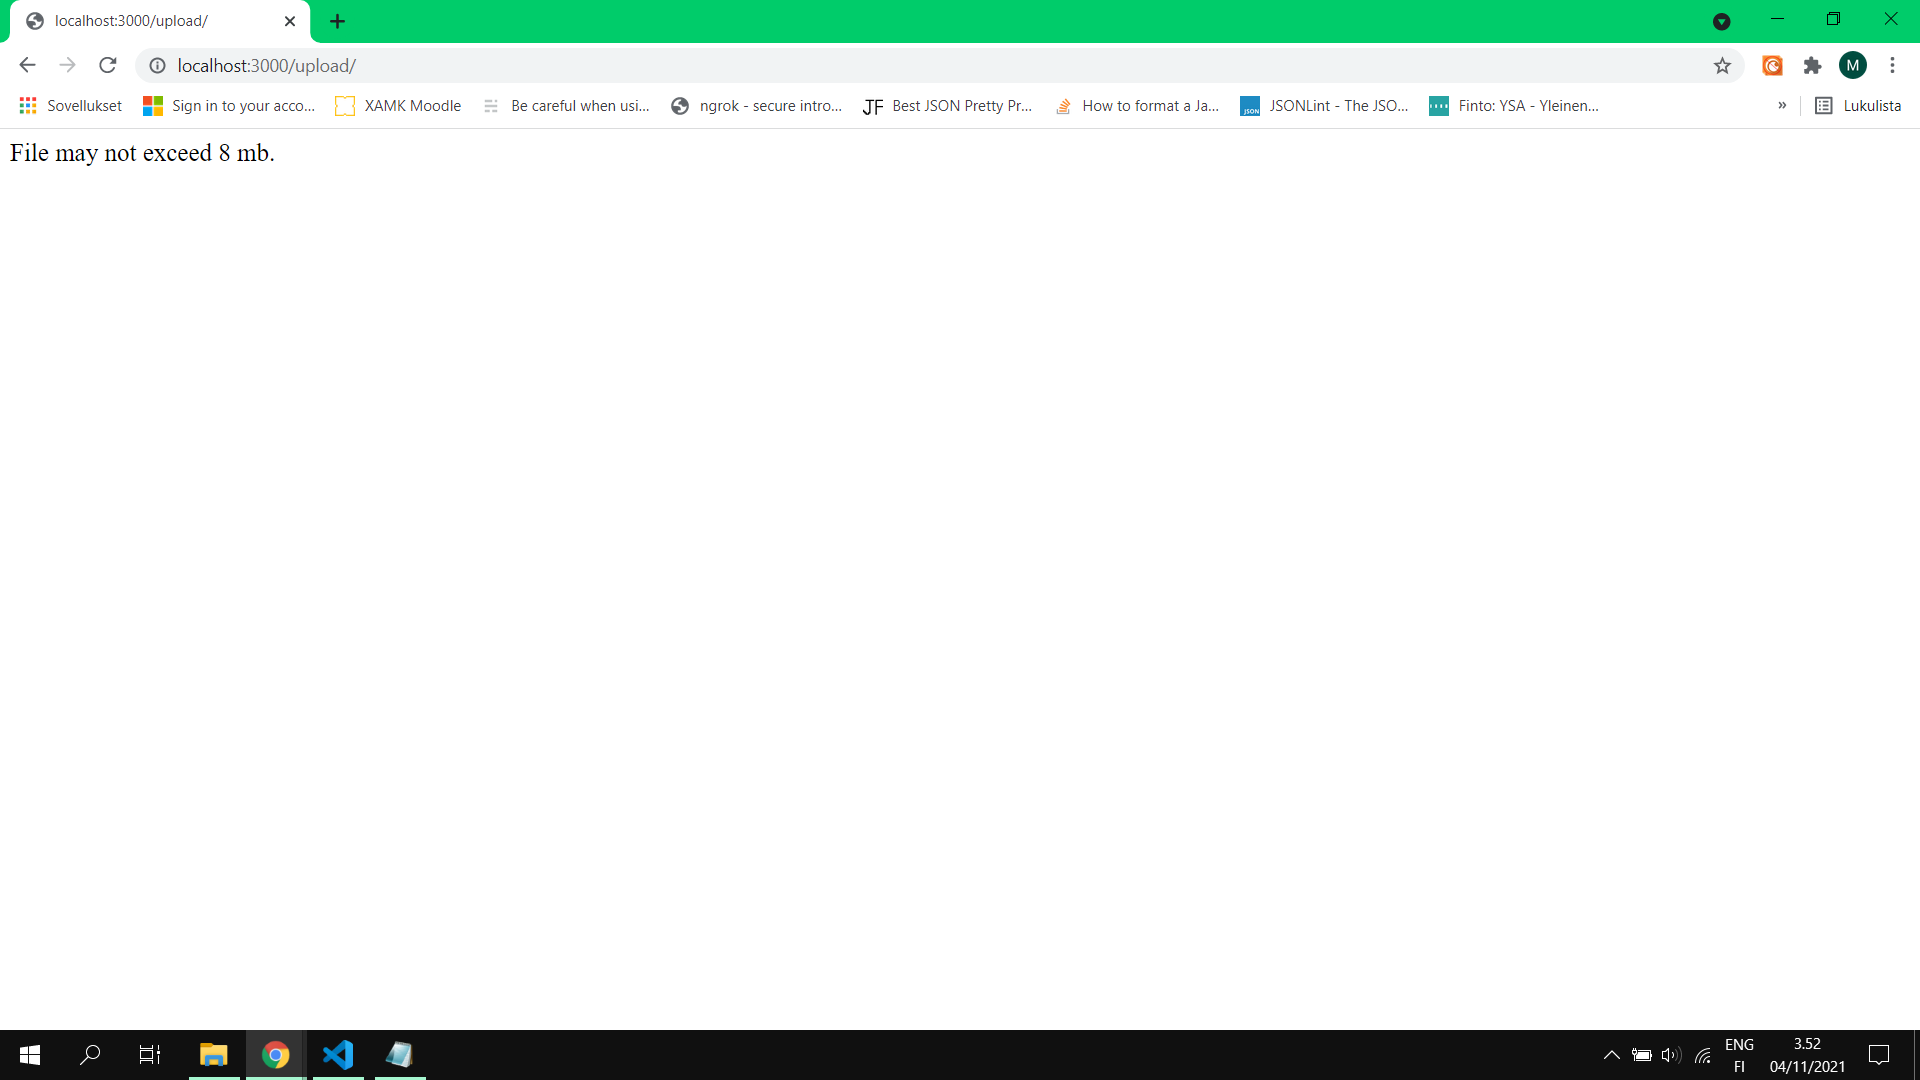 localhost:3000/upload/
localhost:3000/upload/
M
Sovellukset
Sign in to your acco...
XAMK Moodle
Be careful when usi...
ngrok - secure intro...
JF
Best JSON Pretty Pr...
How to format a Ja...
JSON
JSONLint - The JSO...
Finto: YSA - Yleinen...
»
Lukulista
File may not exceed 8 mb.
ENG
FI
3.52
04/11/2021